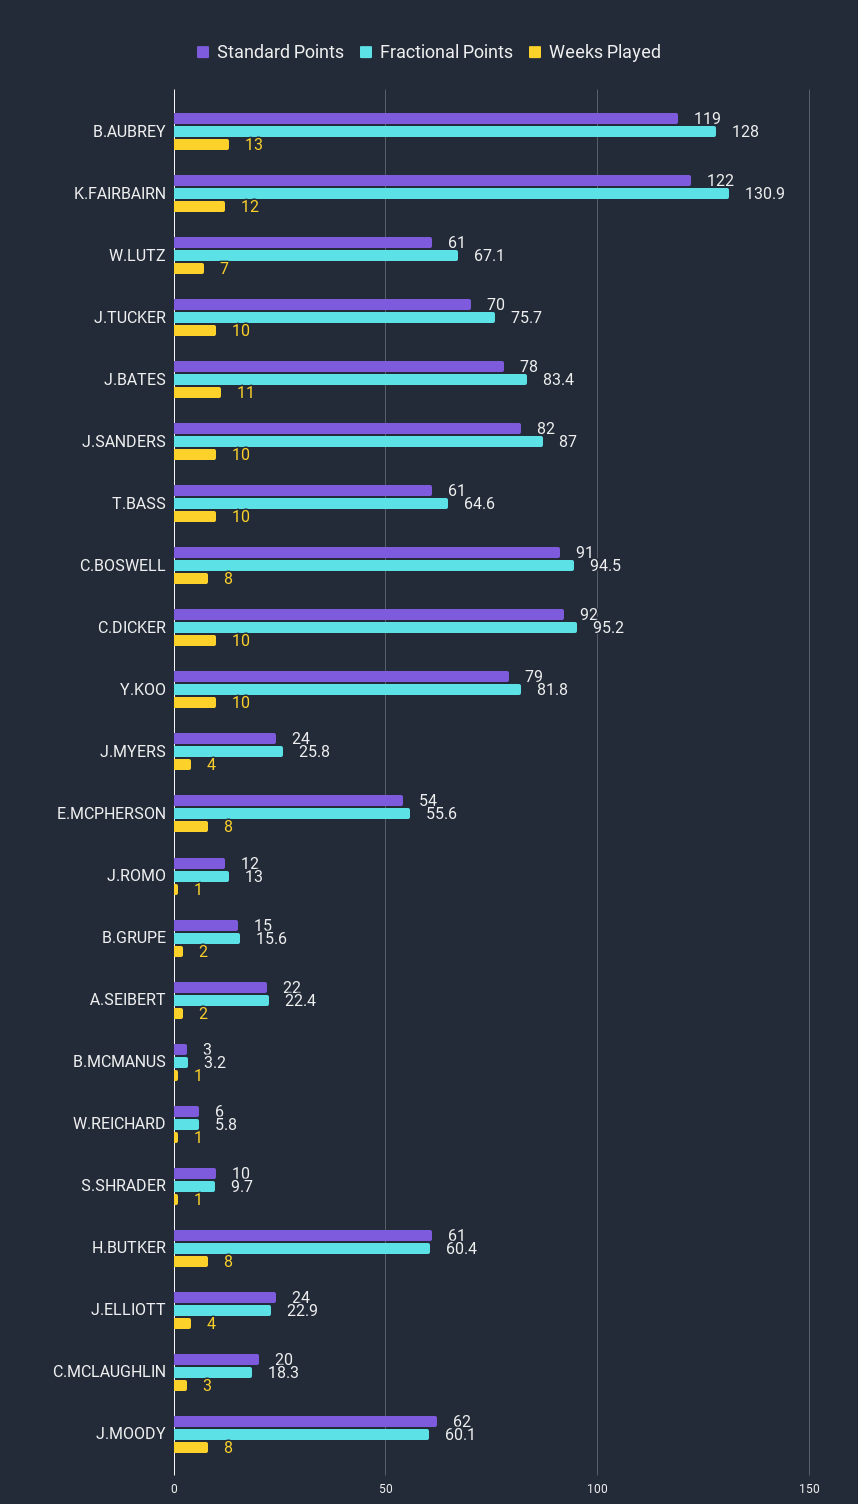 Standard Points Fractional Points Weeks Played
B.AUBREY 119 128 13
K.FAIRBAIRN 122 130.9 12
W.LUTZ 61 67.1 7
J.TUCKER 70 75.7 10
J.BATES 78 83.4 11
J.SANDERS 82 87 10
T.BASS 61 64.6 10
C.BOSWELL 91 94.5 8
C.DICKER 92 95.2 10
Y.KOO 79 81.8 10
J.MYERS 24 25.8 4
E.MCPHERSON 54 55.6 8
J.ROMO 12 13 1
B.GRUPE 15 15.6 2
A.SEIBERT 22 22.4 2
B.MCMANUS 3 3.2 1
W.REICHARD 6 5.8 1
S.SHRADER 10 9.7 1
H.BUTKER 61 60.4 8
J.ELLIOTT 24 22.9 4
C.MCLAUGHLIN 20 18.3 3
J.MOODY 62 60.1 8
0 50 100 150